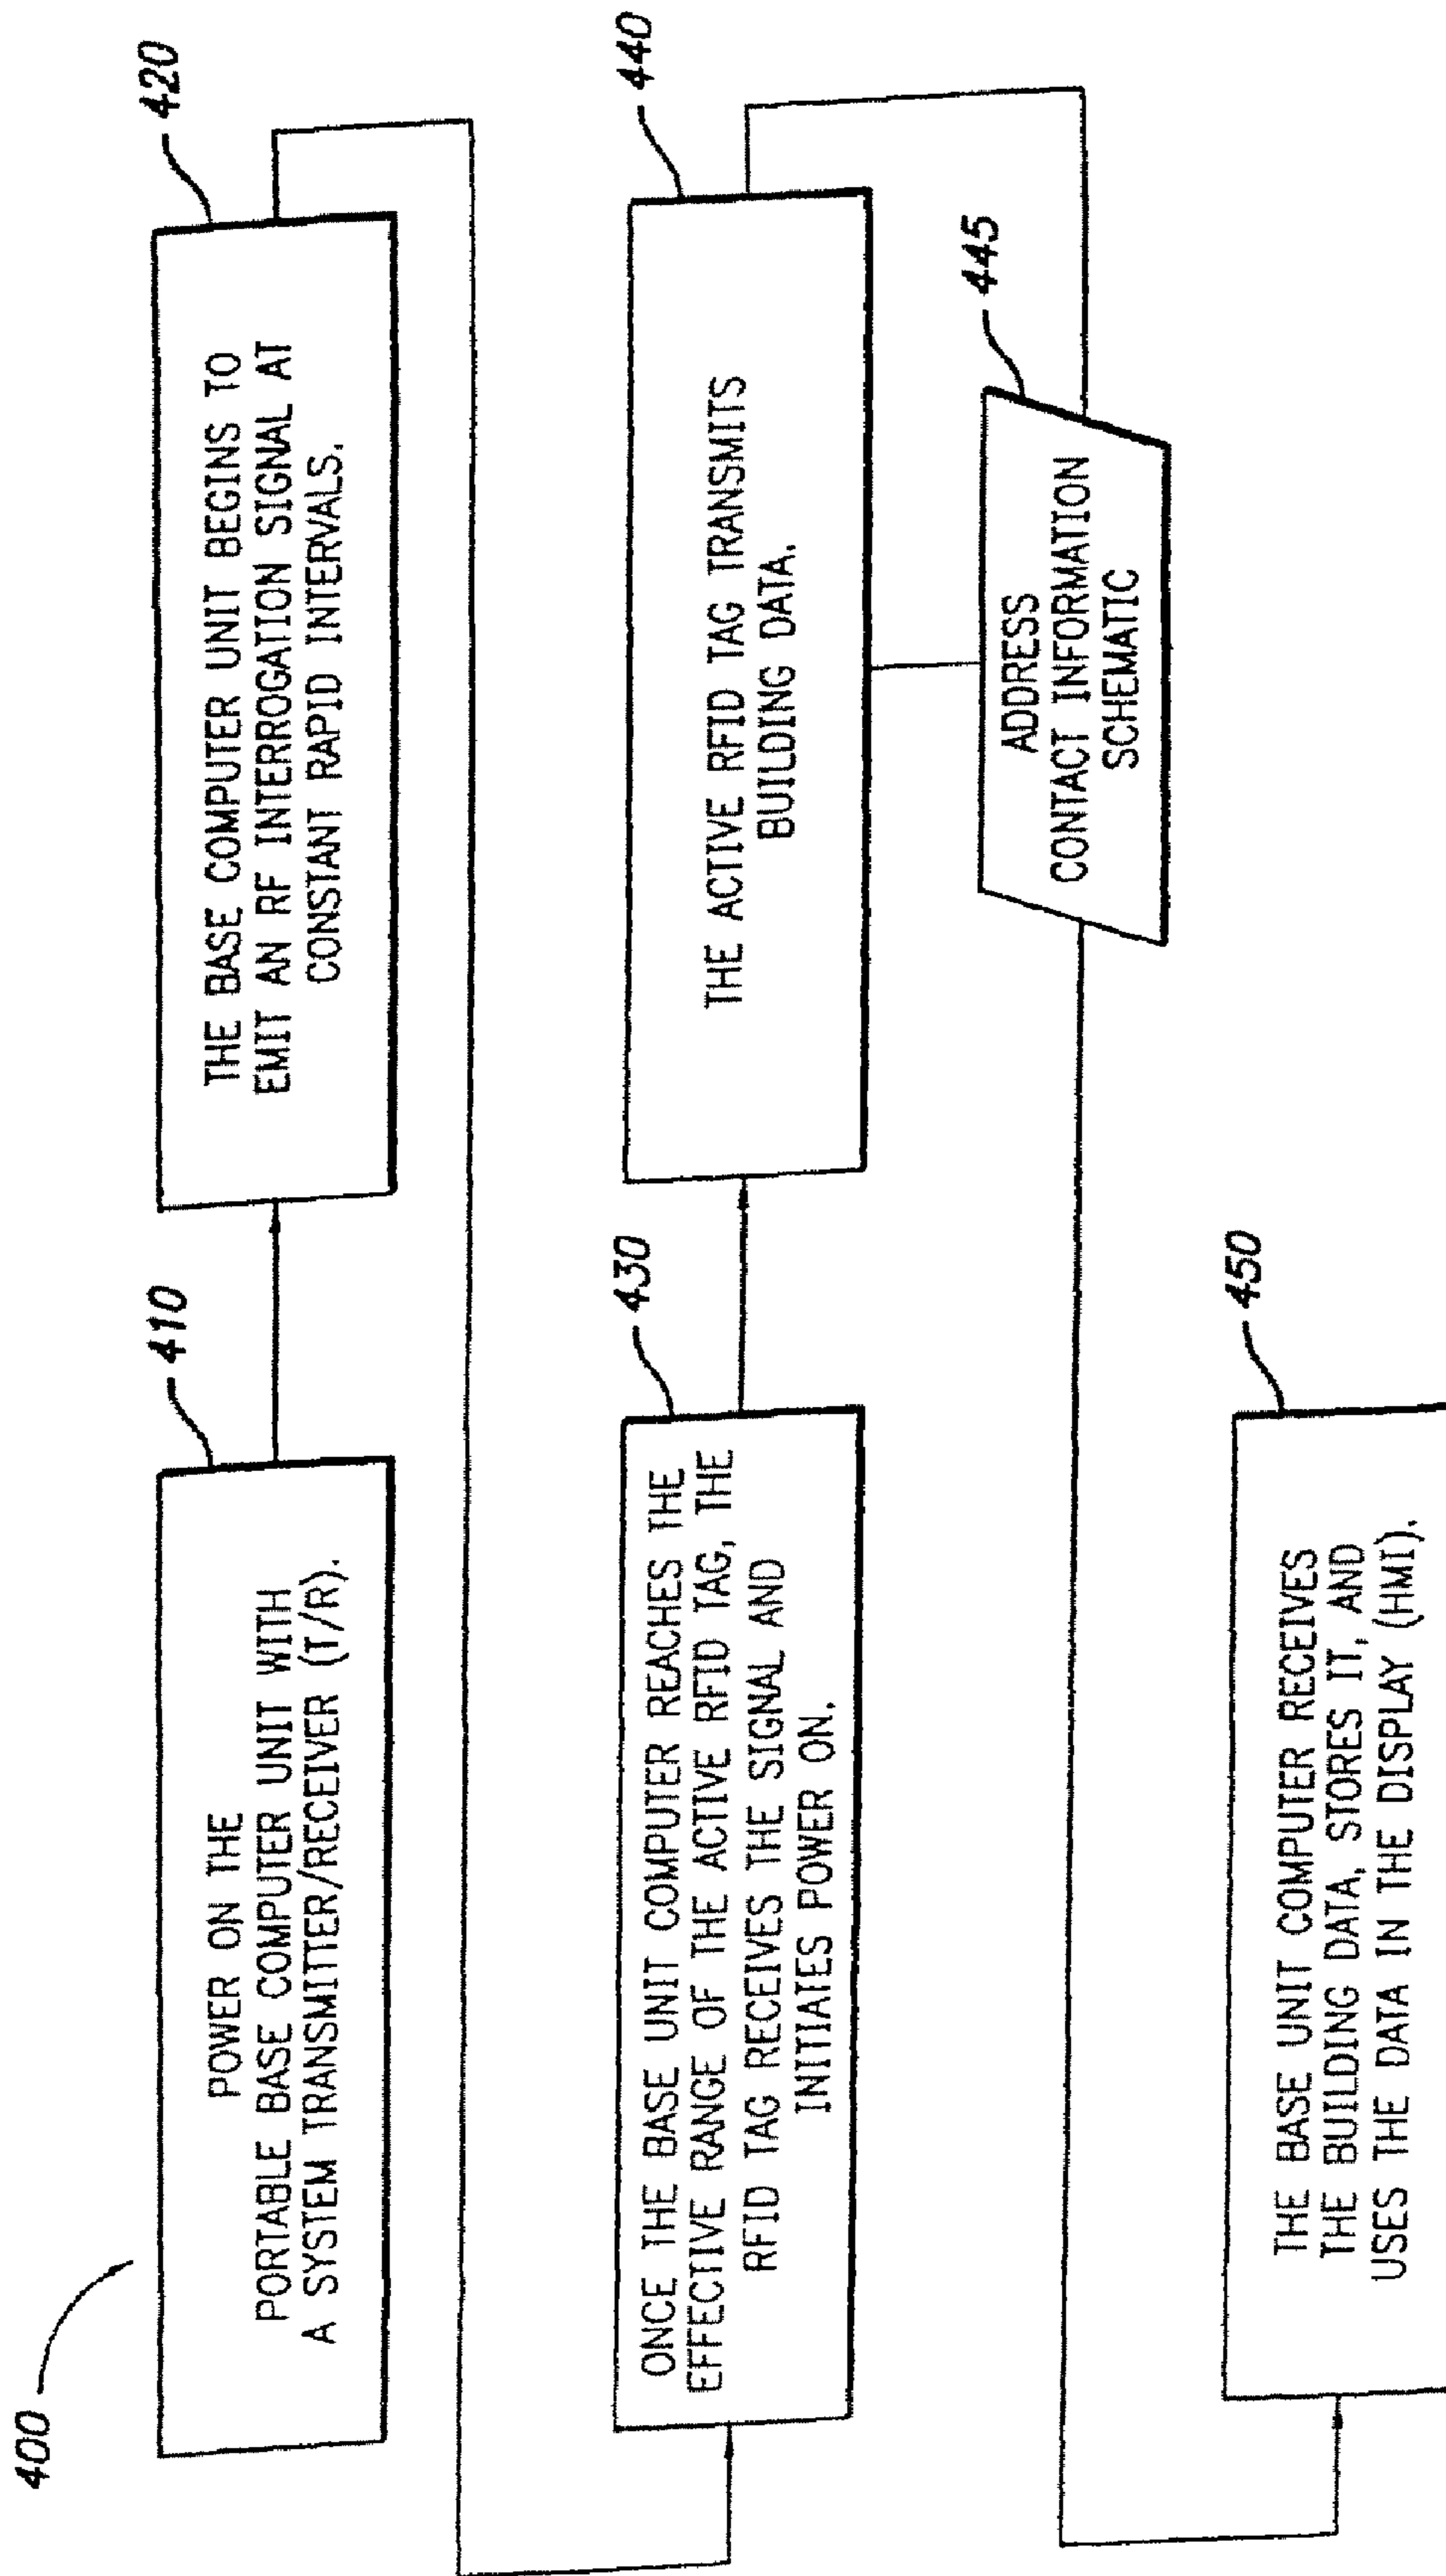 400
410
POWER ON THE
PORTABLE BASE COMPUTER UNIT WITH
A SYSTEM TRANSMITTER/RECEIVER (T/R).
420
THE BASE COMPUTER UNIT BEGINS TO
EMIT AN RF INTERROGATION SIGNAL AT
CONSTANT RAPID INTERVALS.
430
ONCE THE BASE UNIT COMPUTER REACHES THE
EFFECTIVE RANGE OF THE ACTIVE RFID TAG, THE
RFID TAG RECEIVES THE SIGNAL AND
INITIATES POWER ON.
440
THE ACTIVE RFID TAG TRANSMITS
BUILDING DATA.
445
ADDRESS
CONTACT INFORMATION
SCHEMATIC
450
THE BASE UNIT COMPUTER RECEIVES
THE BUILDING DATA, STORES IT, AND
USES THE DATA IN THE DISPLAY (HMI).